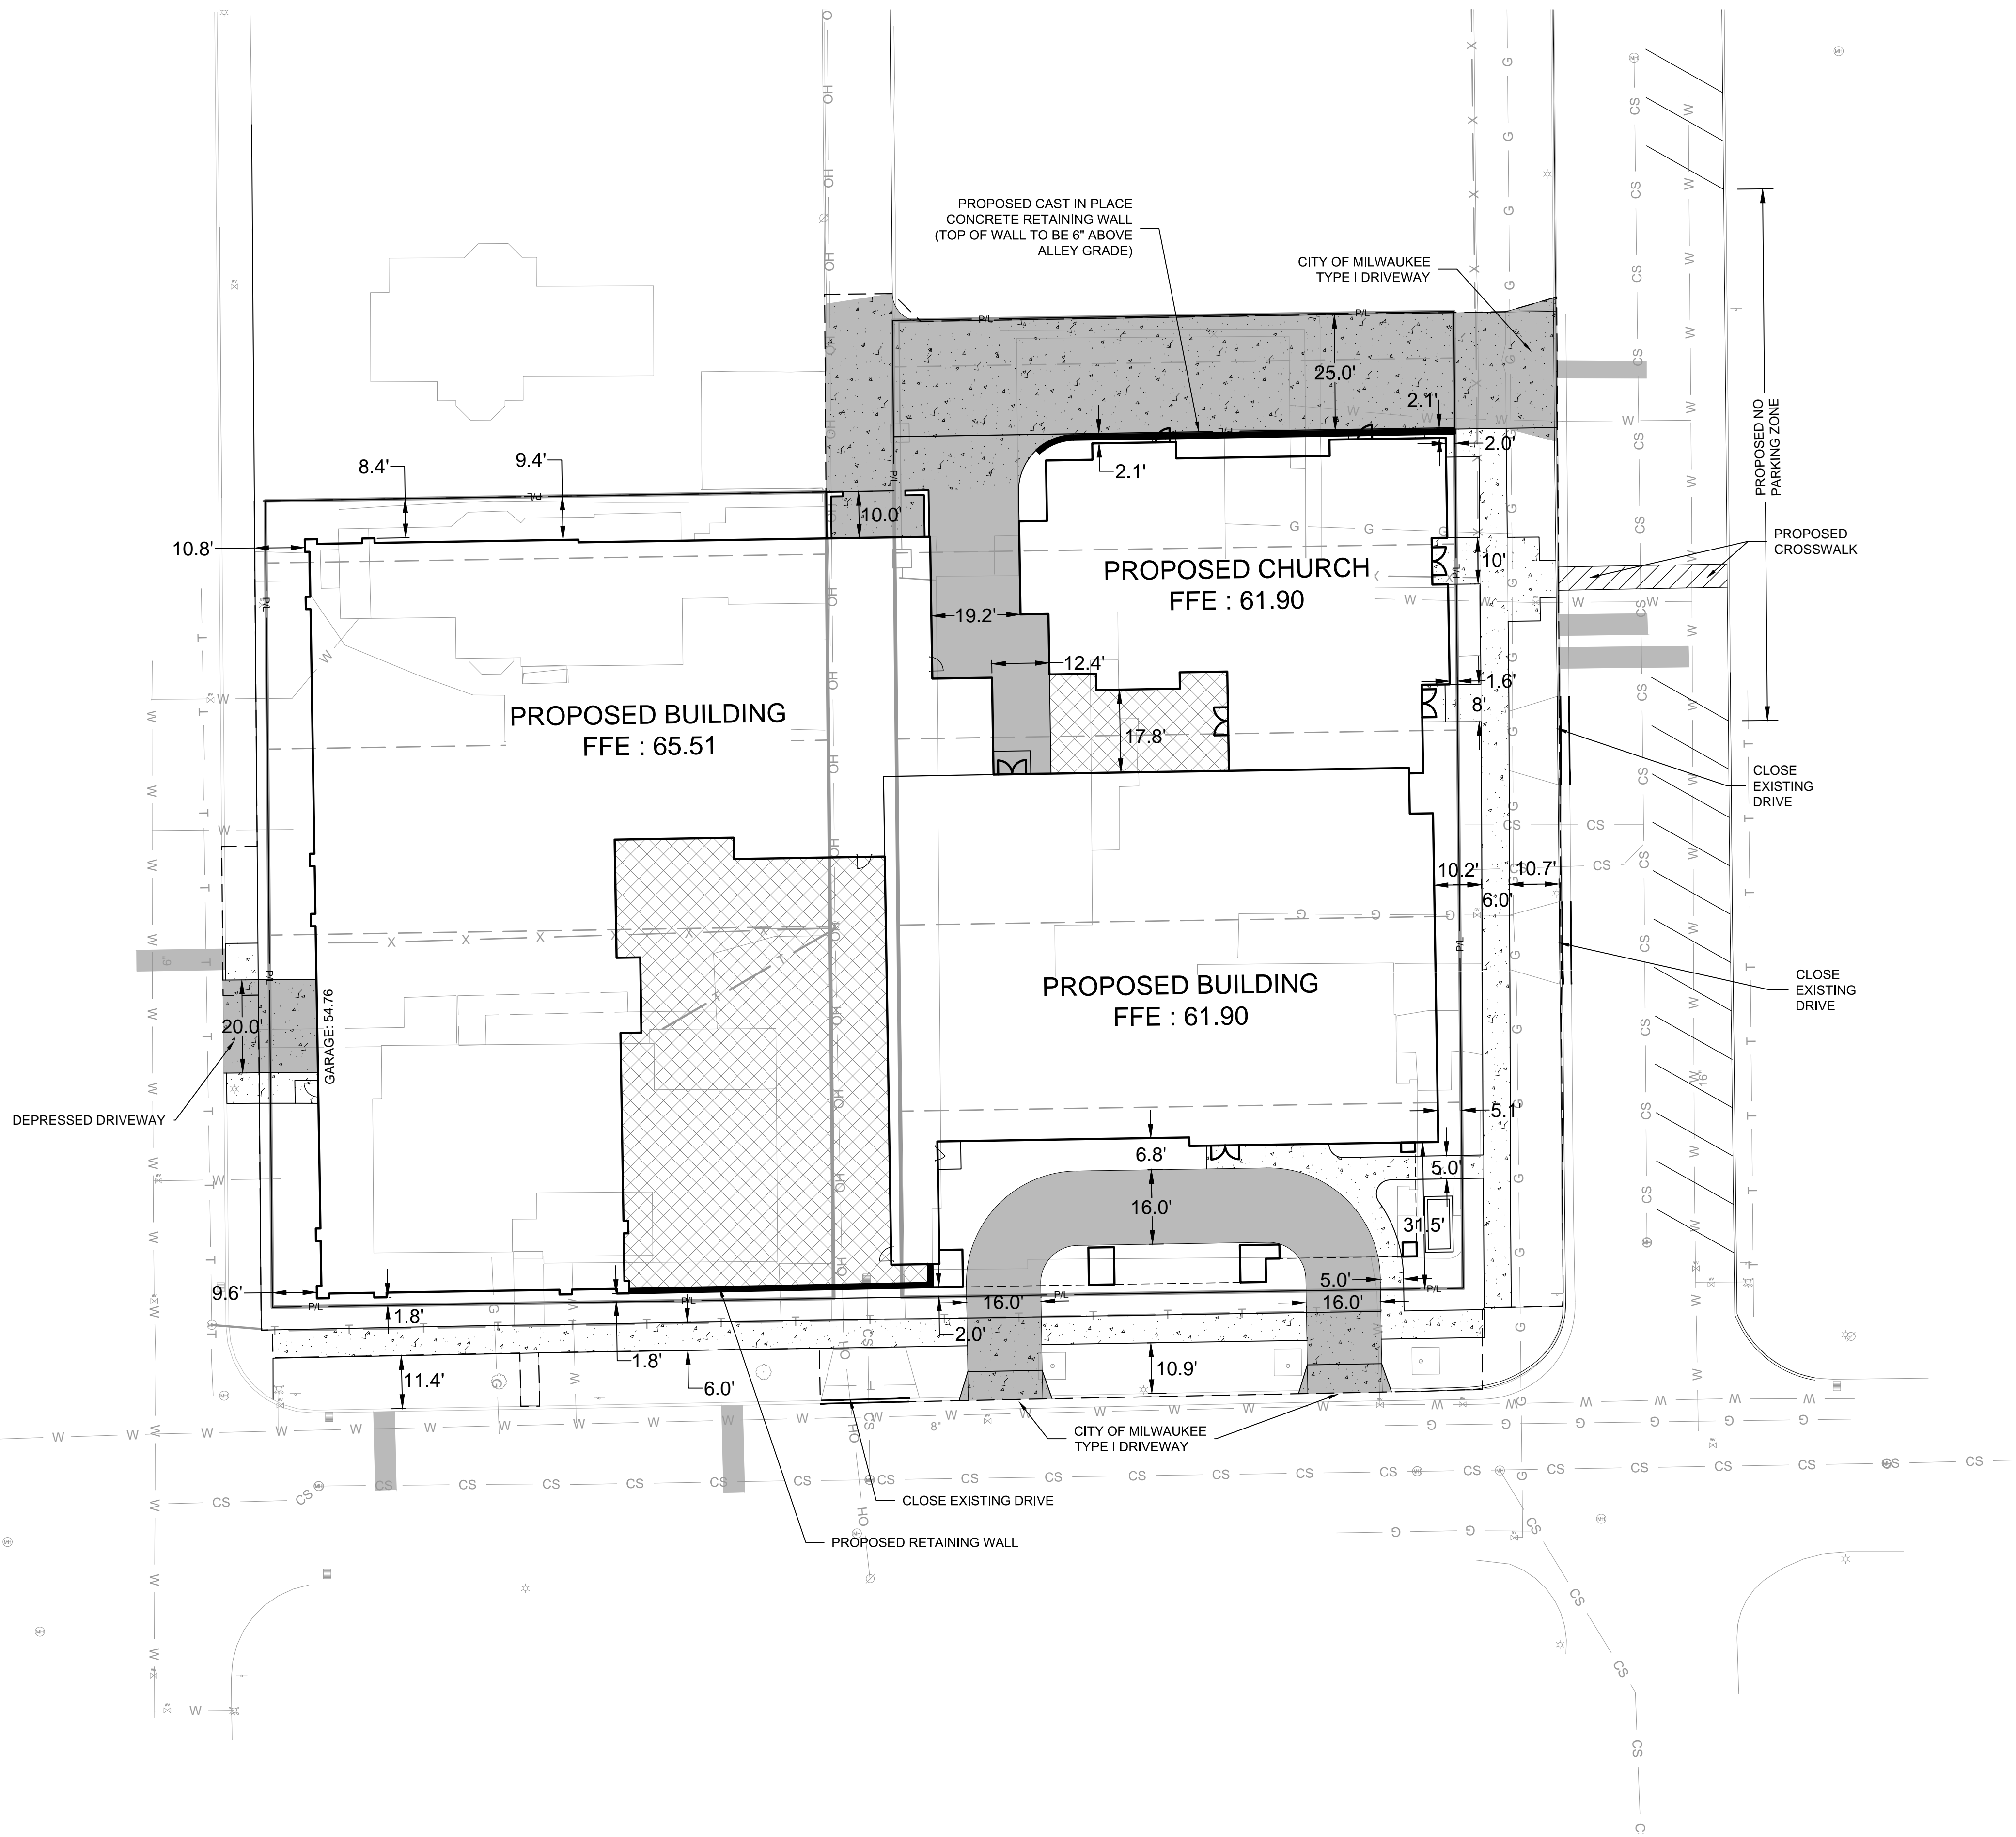 PROPOSED CAST IN PLACE
CONCRETE RETAINING WALL
(TOP OF WALL TO BE 6" ABOVE
ALLEY GRADE)
CITY OF MILWAUKEE
TYPE I DRIVEWAY
25.0'
2.1'
2.0'
2.1'
PROPOSED NO
PARKING ZONE
8.4'
9.4'
10.0'
10.8'
PROPOSED
CROSSWALK
PROPOSED CHURCH
FFE : 61.90
10'
19.2'
12.4'
1.6'
8'
PROPOSED BUILDING
FFE : 65.51
17.8'
CLOSE
EXISTING
DRIVE
10.2'
10.7'
6.0'
PROPOSED BUILDING
FFE : 61.90
CLOSE
EXISTING
DRIVE
20.0'
GARAGE: 54.76
DEPRESSED DRIVEWAY
5.1'
6.8'
5.0'
16.0'
31.5'
9.6'
1.8'
16.0'
5.0'
16.0'
2.0'
1.8'
11.4'
6.0'
10.9'
8"
16"
6"
CITY OF MILWAUKEE
TYPE I DRIVEWAY
CLOSE EXISTING DRIVE
PROPOSED RETAINING WALL
P/L
P/L
P/L
P/L
P/L
P/L
P/L
P/L
P/L
P/L
P/L
P/L
P/L